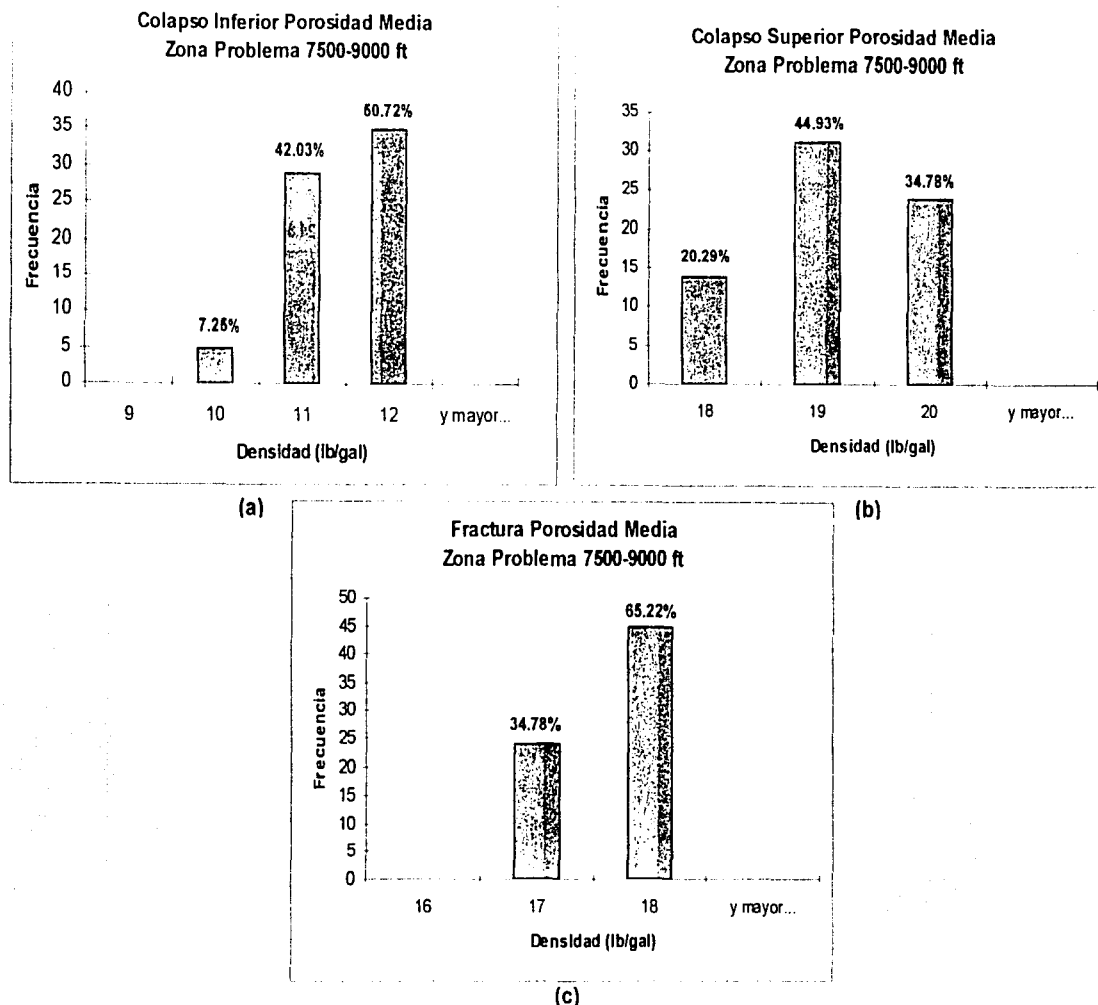 Colapso Inferior Porosidad Media
Zona Problema 7500-9000 ft
40
35
30
25
20
15
10
5
0
Frecuencia
7.25%
42.03%
50.72%
9
10
11
12
y mayor...
Densidad (lb/gal)
(a)
Colapso Superior Porosidad Media
Zona Problema 7500-9000 ft
35
30
25
20
15
10
5
0
Frecuencia
20.29%
44.93%
34.78%
18
19
20
y mayor...
Densidad (lb/gal)
(b)
Fractura Porosidad Media
Zona Problema 7500-9000 ft
50
45
40
35
30
25
20
15
10
5
0
Frecuencia
34.78%
65.22%
16
17
18
y mayor...
Densidad (lb/gal)
(c)